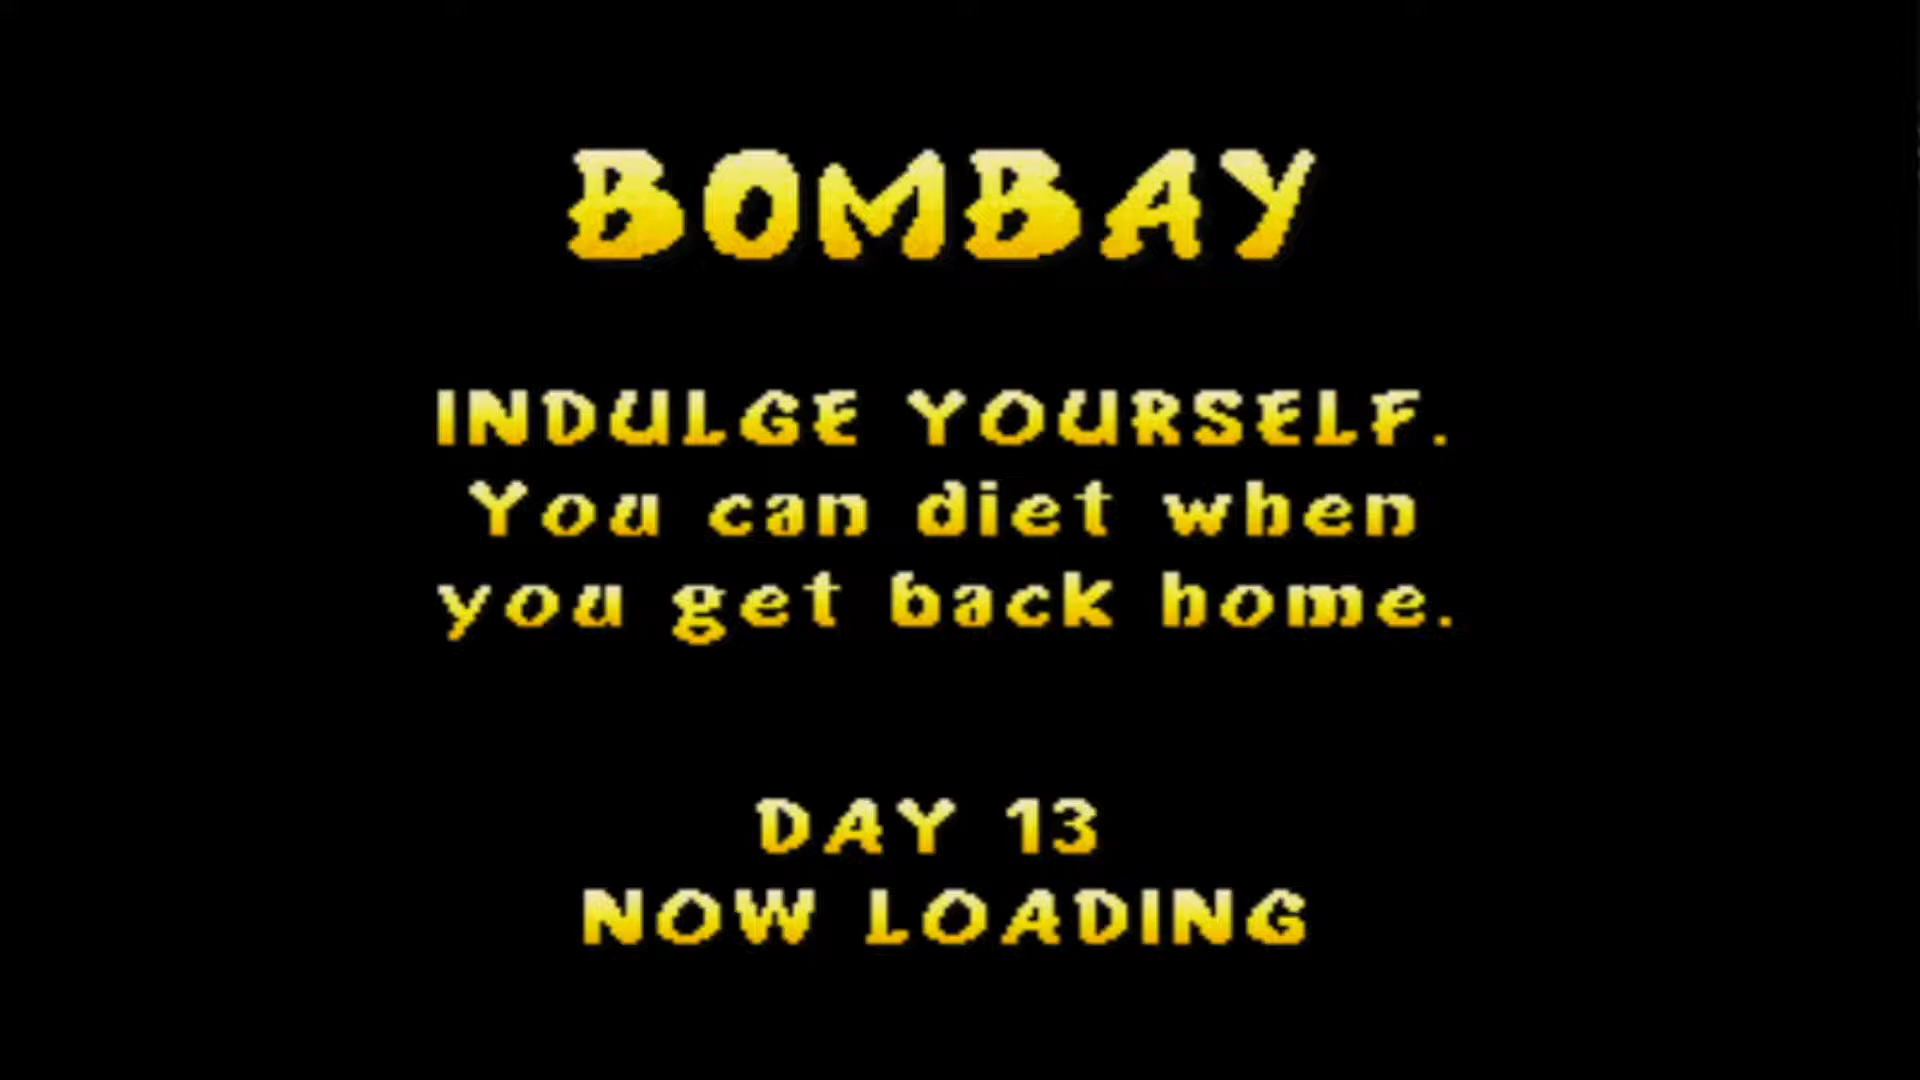 BOMBAY
INDULGE YOURSELF.
You can diet when
you get back home.
DAY 13
NOW LOADING